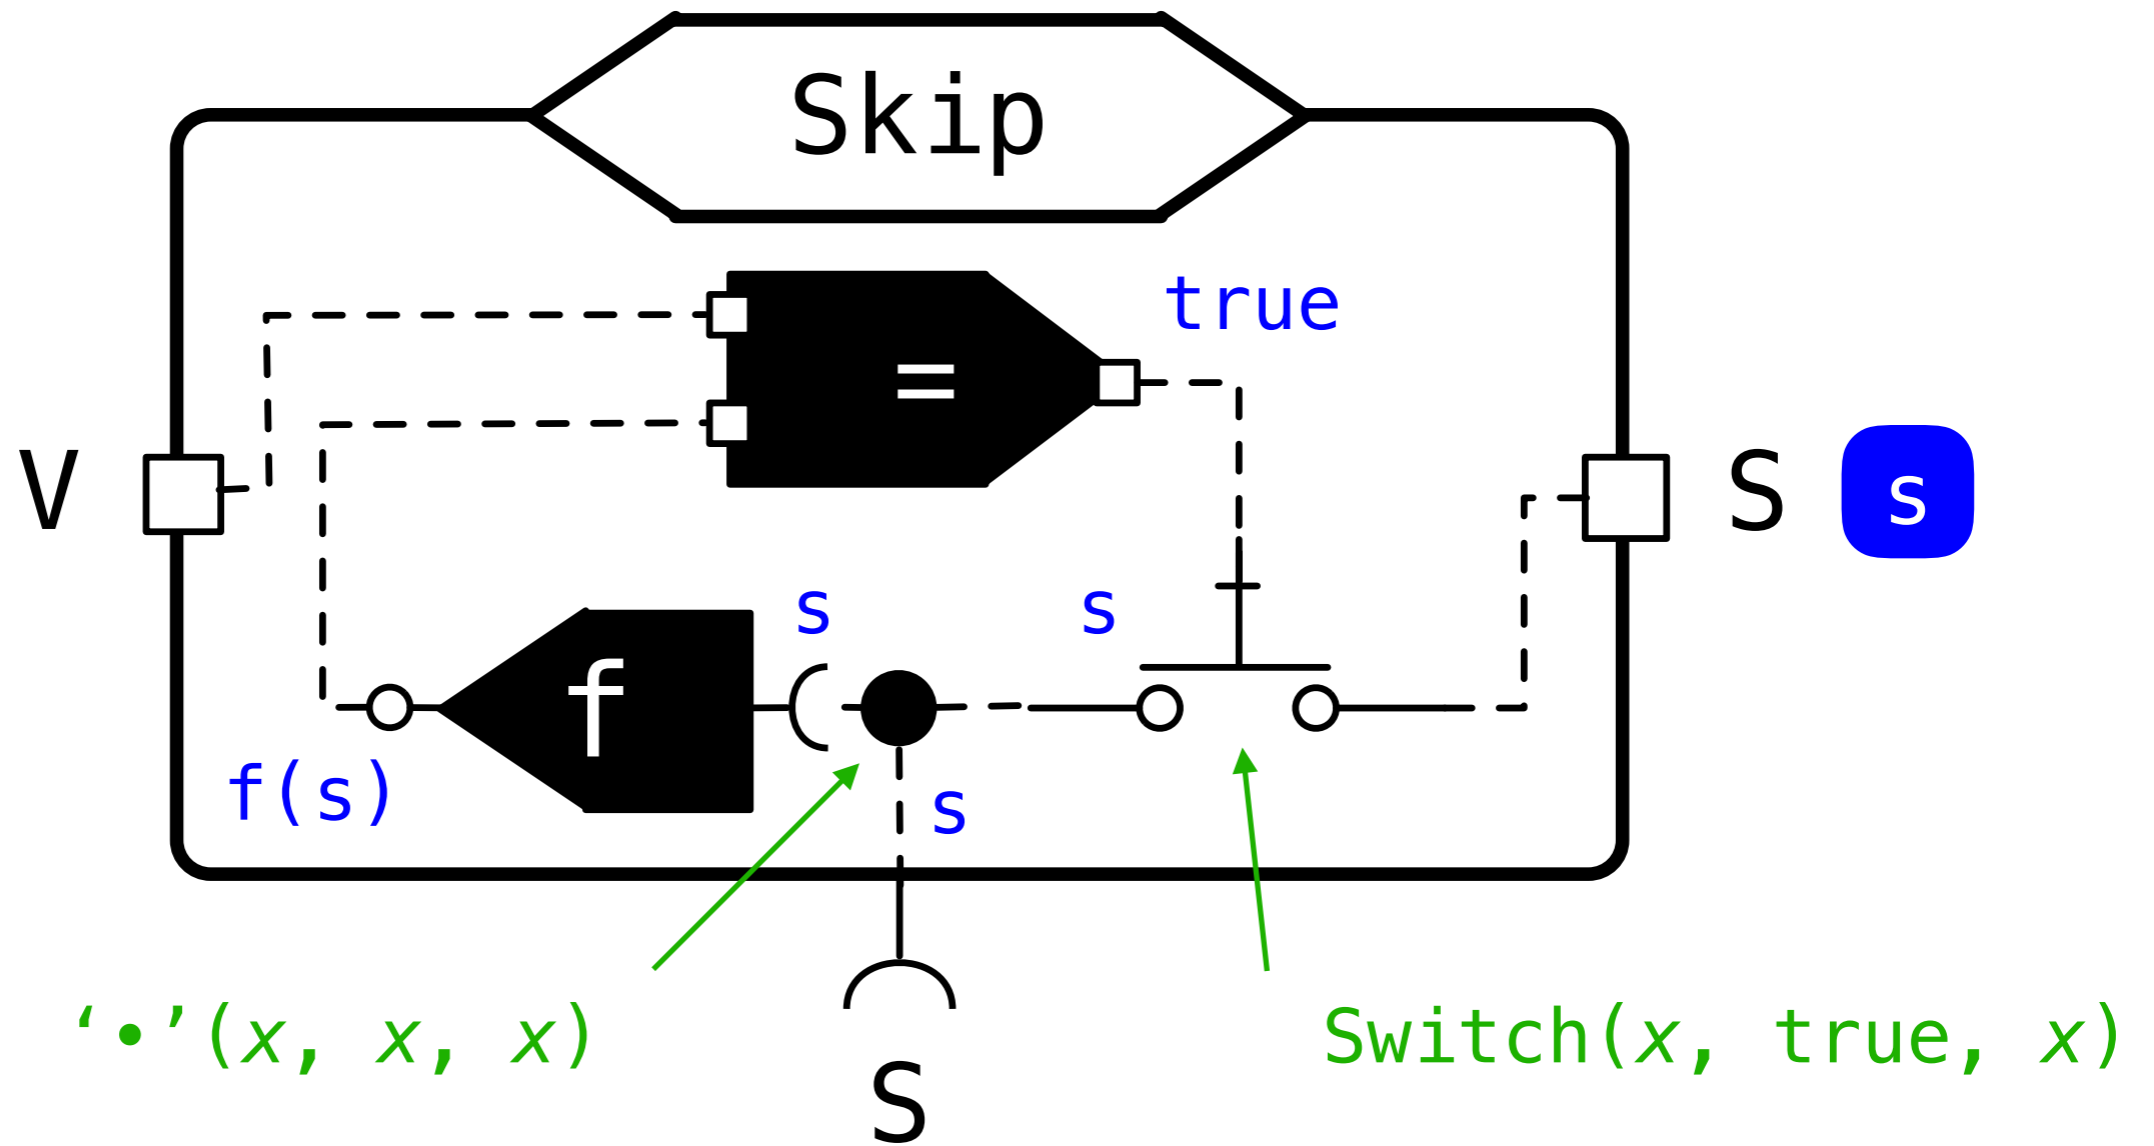 Skip
true
=
V
S s
s s
f
f(s)
s
‘•’(x, x, x)
Switch(x, true, x)
S